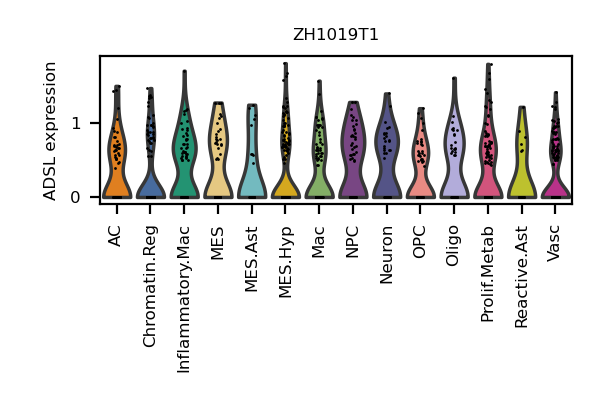 ZH1019T1
ADSL expression
1
0
AC
Chromatin.Reg
Inflammatory.Mac
MES
MES.Ast
MES.Hyp
Mac
NPC
Neuron
OPC
Oligo
Prolif.Metab
Reactive.Ast
Vasc